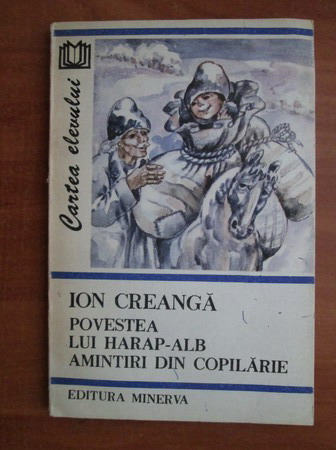 Cartea elevului
ION CREANGĂ
POVESTEA
LUI HARAP-ALB
AMINTIRI DIN COPILĂRIE
EDITURA MINERVA